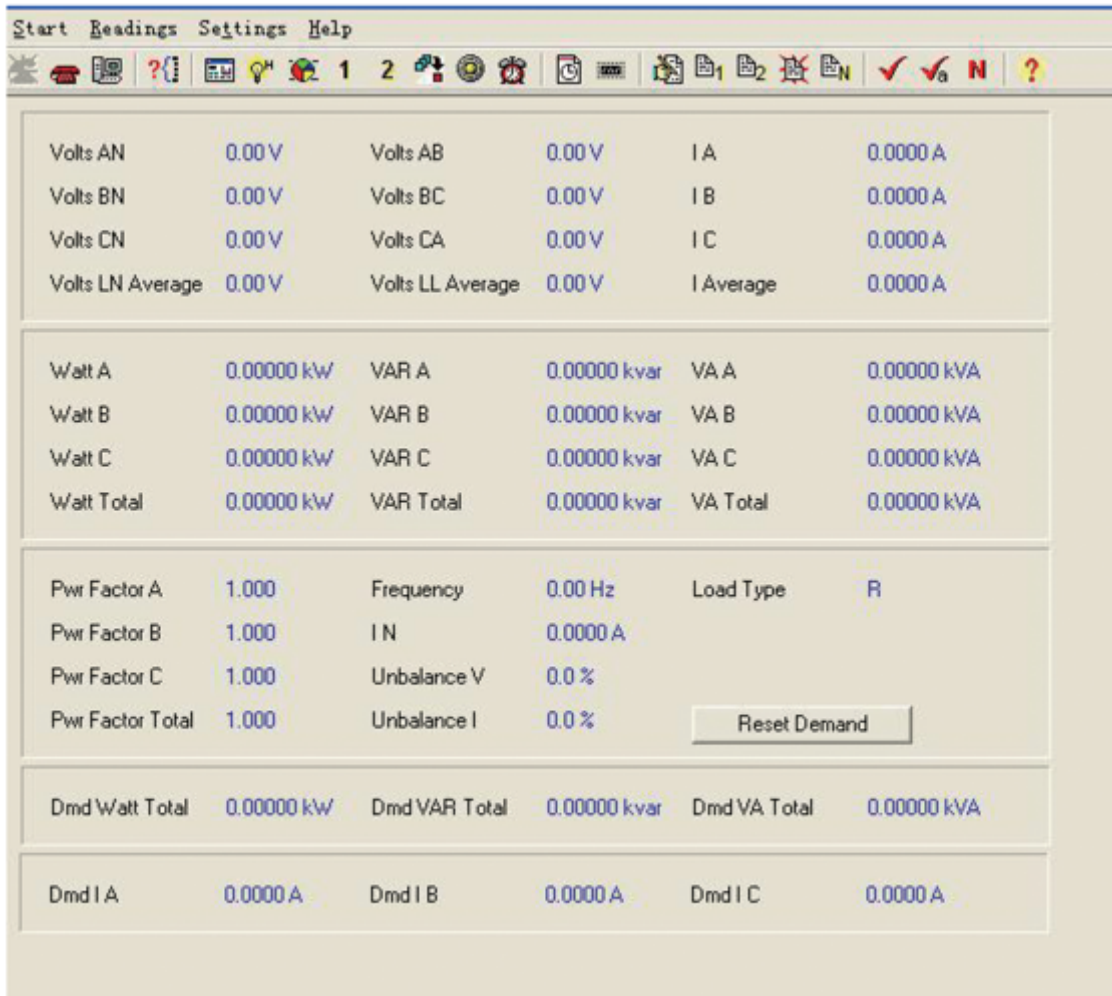 Start Readings Settings Help
1 2 1 2 N a N ?
Volts AN 0.00 V Volts AB 0.00 V I A 0.0000 A
Volts BN 0.00 V Volts BC 0.00 V I B 0.0000 A
Volts CN 0.00 V Volts CA 0.00 V I C 0.0000 A
Volts LN Average 0.00 V Volts LL Average 0.00 V I Average 0.0000 A
Watt A 0.00000 kW VAR A 0.00000 kvar VA A 0.00000 kVA
Watt B 0.00000 kW VAR B 0.00000 kvar VA B 0.00000 kVA
Watt C 0.00000 kW VAR C 0.00000 kvar VA C 0.00000 kVA
Watt Total 0.00000 kW VAR Total 0.00000 kvar VA Total 0.00000 kVA
Pwr Factor A 1.000 Frequency 0.00 Hz Load Type R
Pwr Factor B 1.000 I N 0.0000 A
Pwr Factor C 1.000 Unbalance V 0.0 %
Pwr Factor Total 1.000 Unbalance I 0.0 % Reset Demand
Dmd Watt Total 0.00000 kW Dmd VAR Total 0.00000 kvar Dmd VA Total 0.00000 kVA
Dmd I A 0.0000 A Dmd I B 0.0000 A Dmd I C 0.0000 A